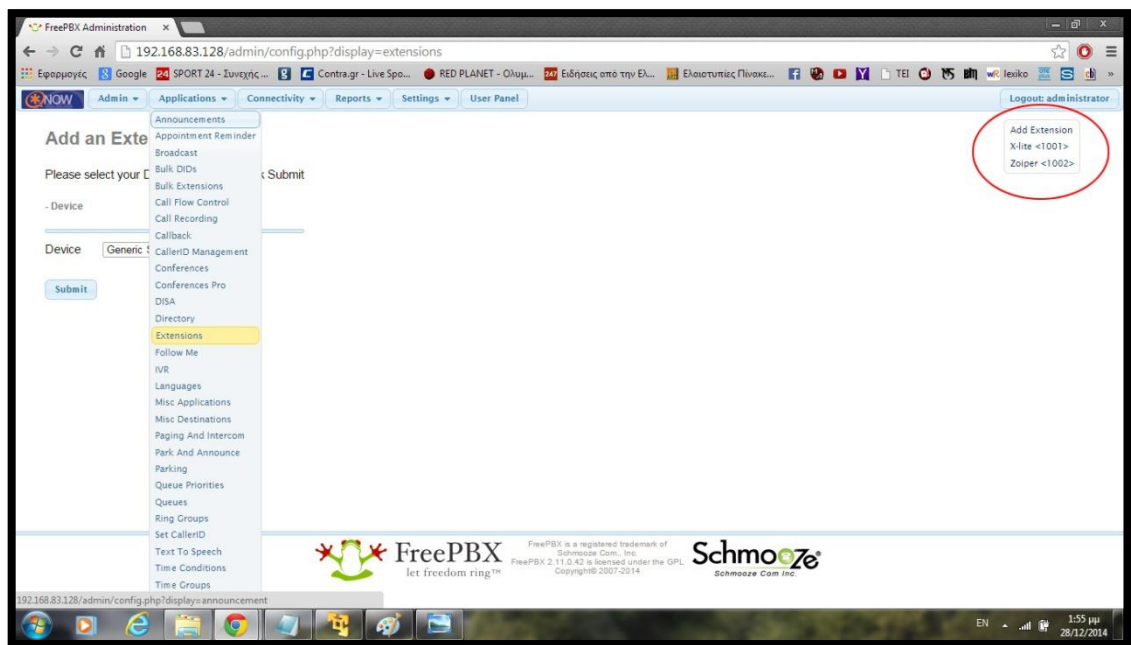 FreePBX Administration
192.168.83.128/admin/config.php?display=extensions
Εφαρμογές Google SPORT 24 - Συνεχής ... Contra.gr - Live Spo... RED PLANET - Ολυμ... Ειδήσεις από την Ελ... Ελαιοτυπίες Πίνακε... TEI lexiko »
NOW Admin Applications Connectivity Reports Settings User Panel Logout: administrator
Announcements
Appointment Reminder
Broadcast
Bulk DIDs
Bulk Extensions
Call Flow Control
Call Recording
Callback
CallerID Management
Conferences
Conferences Pro
DISA
Directory
Extensions
Follow Me
IVR
Languages
Misc Applications
Misc Destinations
Paging And Intercom
Park And Announce
Parking
Queue Priorities
Queues
Ring Groups
Set CallerID
Text To Speech
Time Conditions
Time Groups
Add an Exte
Please select your D Submit
- Device
Device Generic S
Submit
Add Extension
X-lite <1001>
Zoiper <1002>
FreePBX
let freedom ring™
FreePBX is a registered trademark of
Schmooze Com., Inc.
FreePBX 2.11.0.42 is licensed under the GPL
Copyright© 2007-2014
Schmooze®
Schmooze Com Inc.
192.168.83.128/admin/config.php?display=announcement
EN 1:55 μμ
28/12/2014